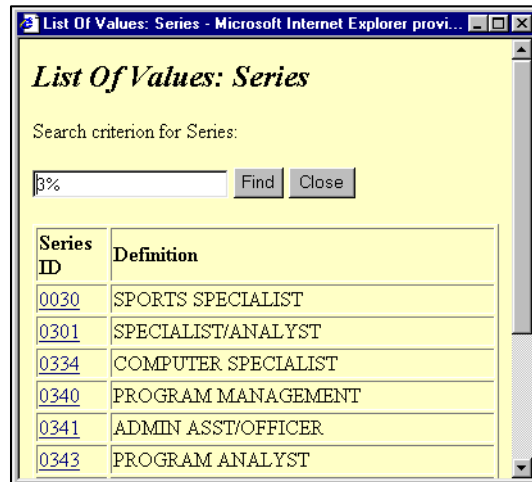 List Of Values: Series - Microsoft Internet Explorer provi...
List Of Values: Series
Search criterion for Series:
3% Find Close
Series ID Definition
0030 SPORTS SPECIALIST
0301 SPECIALIST/ANALYST
0334 COMPUTER SPECIALIST
0340 PROGRAM MANAGEMENT
0341 ADMIN ASST/OFFICER
0343 PROGRAM ANALYST